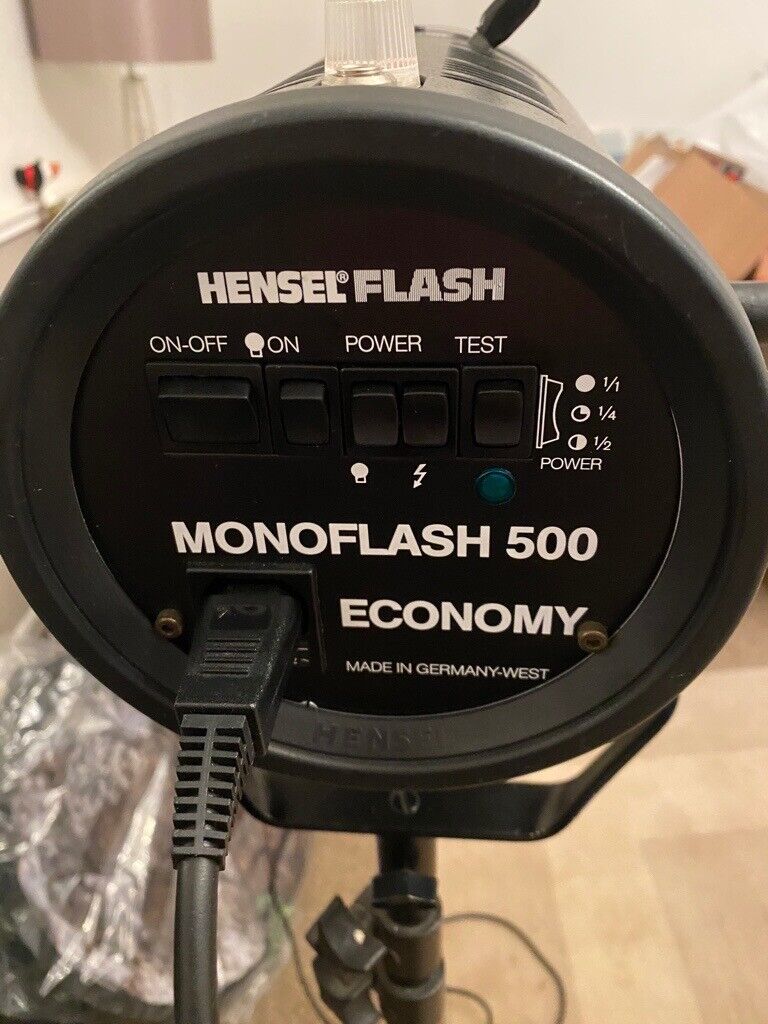 HENSEL® FLASH
ON-OFF ON POWER TEST
1/1
1/4
1/2
POWER
MONOFLASH 500
ECONOMY
MADE IN GERMANY-WEST
HENSEL